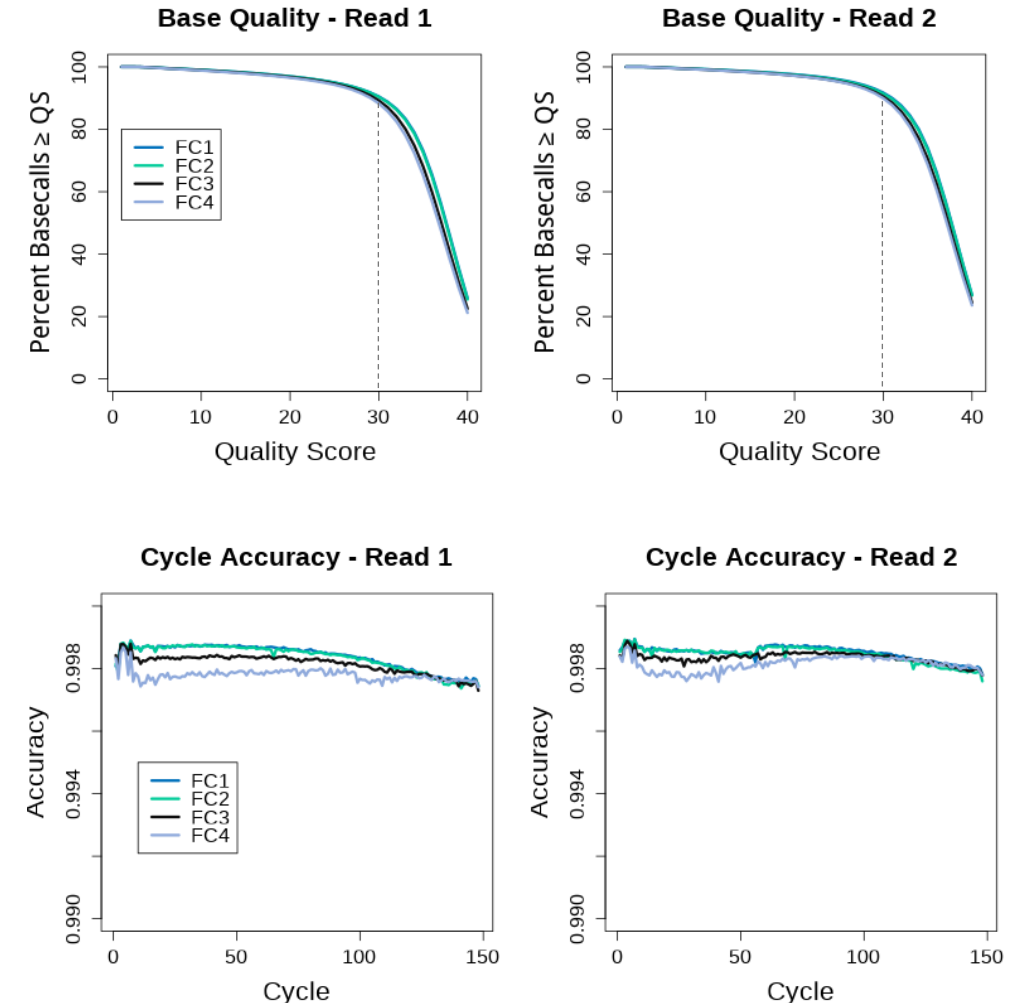 Base Quality - Read 1
Percent Basecalls ≥ QS
100
80
60
40
20
0
FC1
FC2
FC3
FC4
0 10 20 30 40
Quality Score
Base Quality - Read 2
Percent Basecalls ≥ QS
100
80
60
40
20
0
0 10 20 30 40
Quality Score
Cycle Accuracy - Read 1
Accuracy
0.998
0.994
0.990
FC1
FC2
FC3
FC4
0 50 100 150
Cycle
Cycle Accuracy - Read 2
Accuracy
0.998
0.994
0.990
0 50 100 150
Cycle